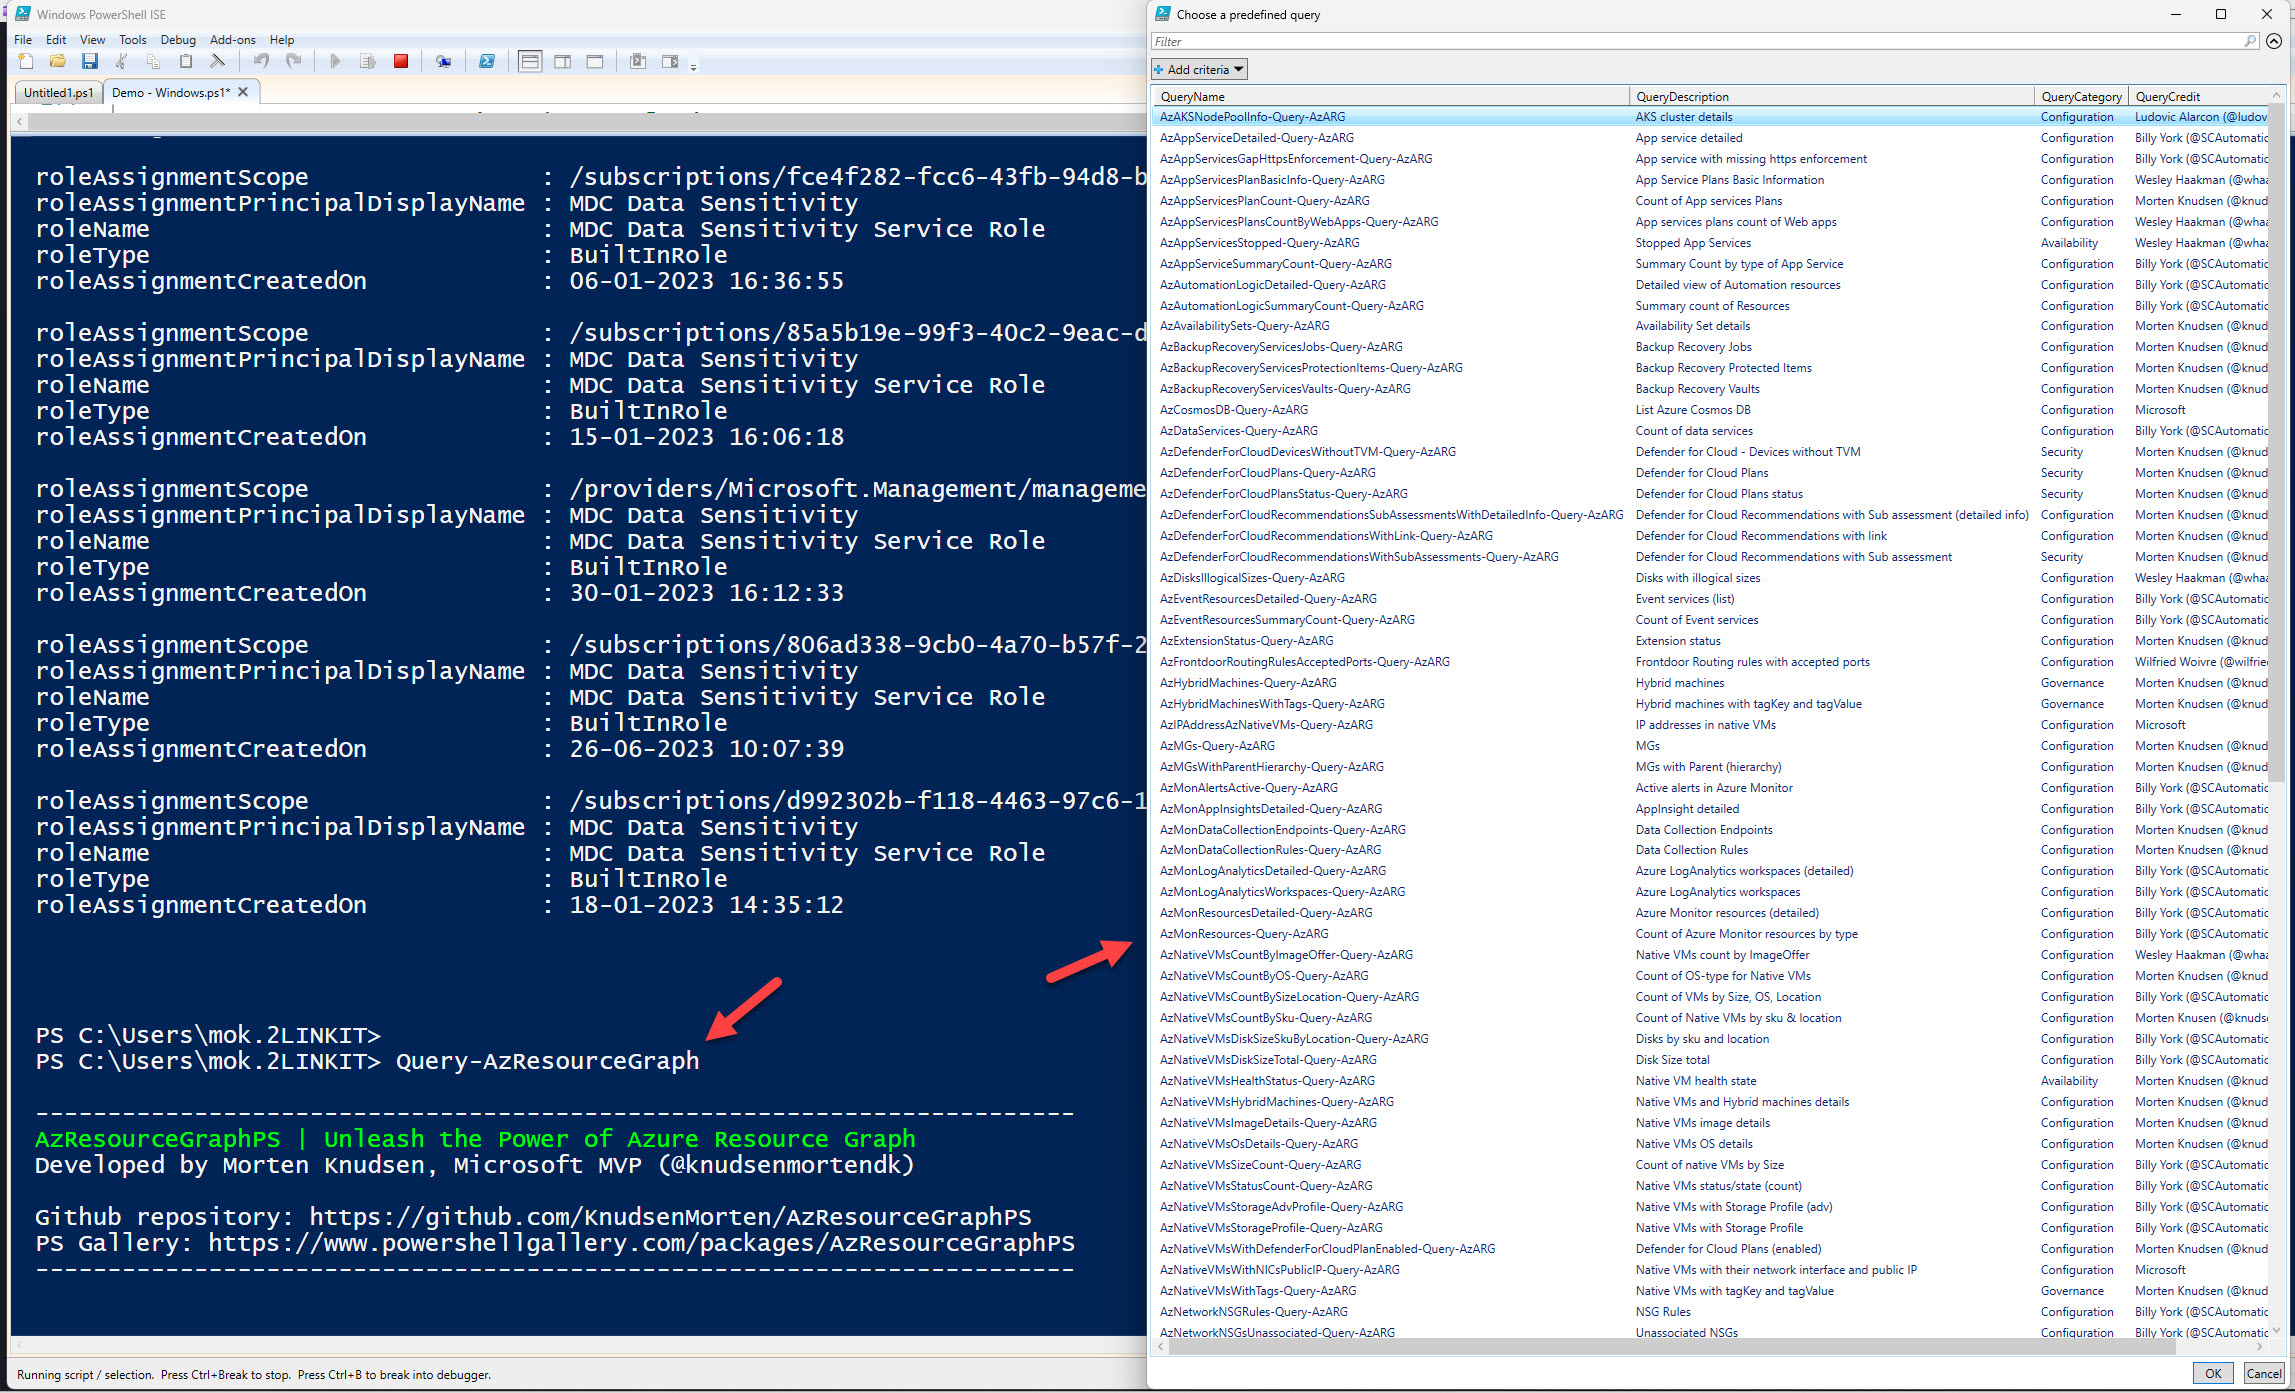 Windows PowerShell ISE
File Edit View Tools Debug Add-ons Help
Untitled1.ps1 Demo - Windows.ps1*
roleAssignmentScope : /subscriptions/fce4f282-fcc6-43fb-94d8-b
roleAssignmentPrincipalDisplayName : MDC Data Sensitivity
roleName : MDC Data Sensitivity Service Role
roleType : BuiltInRole
roleAssignmentCreatedOn : 06-01-2023 16:36:55
roleAssignmentScope : /subscriptions/85a5b19e-99f3-40c2-9eac-d
roleAssignmentPrincipalDisplayName : MDC Data Sensitivity
roleName : MDC Data Sensitivity Service Role
roleType : BuiltInRole
roleAssignmentCreatedOn : 15-01-2023 16:06:18
roleAssignmentScope : /providers/Microsoft.Management/manageme
roleAssignmentPrincipalDisplayName : MDC Data Sensitivity
roleName : MDC Data Sensitivity Service Role
roleType : BuiltInRole
roleAssignmentCreatedOn : 30-01-2023 16:12:33
roleAssignmentScope : /subscriptions/806ad338-9cb0-4a70-b57f-2
roleAssignmentPrincipalDisplayName : MDC Data Sensitivity
roleName : MDC Data Sensitivity Service Role
roleType : BuiltInRole
roleAssignmentCreatedOn : 26-06-2023 10:07:39
roleAssignmentScope : /subscriptions/d992302b-f118-4463-97c6-1
roleAssignmentPrincipalDisplayName : MDC Data Sensitivity
roleName : MDC Data Sensitivity Service Role
roleType : BuiltInRole
roleAssignmentCreatedOn : 18-01-2023 14:35:12
PS C:\Users\mok.2LINKIT>
PS C:\Users\mok.2LINKIT> Query-AzResourceGraph
------------------------------------------------------------------------
AzResourceGraphPS | Unleash the Power of Azure Resource Graph
Developed by Morten Knudsen, Microsoft MVP (@knudsenmortendk)
Github repository: https://github.com/KnudsenMorten/AzResourceGraphPS
PS Gallery: https://www.powershellgallery.com/packages/AzResourceGraphPS
------------------------------------------------------------------------
Running script / selection. Press Ctrl+Break to stop. Press Ctrl+B to break into debugger.
Choose a predefined query
Filter
Add criteria
QueryName QueryDescription QueryCategory QueryCredit
AzAKSNodePoolInfo-Query-AzARG AKS cluster details Configuration Ludovic Alarcon (@ludov
AzAppServiceDetailed-Query-AzARG App service detailed Configuration Billy York (@SCAutomatic
AzAppServicesGapHttpsEnforcement-Query-AzARG App service with missing https enforcement Configuration Billy York (@SCAutomatic
AzAppServicesPlanBasicInfo-Query-AzARG App Service Plans Basic Information Configuration Wesley Haakman (@whaa
AzAppServicesPlanCount-Query-AzARG Count of App services Plans Configuration Morten Knudsen (@knud
AzAppServicesPlansCountByWebApps-Query-AzARG App services plans count of Web apps Configuration Wesley Haakman (@whaa
AzAppServicesStopped-Query-AzARG Stopped App Services Availability Wesley Haakman (@whaa
AzAppServiceSummaryCount-Query-AzARG Summary Count by type of App Service Configuration Billy York (@SCAutomatic
AzAutomationLogicDetailed-Query-AzARG Detailed view of Automation resources Configuration Billy York (@SCAutomatic
AzAutomationLogicSummaryCount-Query-AzARG Summary count of Resources Configuration Billy York (@SCAutomatic
AzAvailabilitySets-Query-AzARG Availability Set details Configuration Morten Knudsen (@knud
AzBackupRecoveryServicesJobs-Query-AzARG Backup Recovery Jobs Configuration Morten Knudsen (@knud
AzBackupRecoveryServicesProtectionItems-Query-AzARG Backup Recovery Protected Items Configuration Morten Knudsen (@knud
AzBackupRecoveryServicesVaults-Query-AzARG Backup Recovery Vaults Configuration Morten Knudsen (@knud
AzCosmosDB-Query-AzARG List Azure Cosmos DB Configuration Microsoft
AzDataServices-Query-AzARG Count of data services Configuration Billy York (@SCAutomatic
AzDefenderForCloudDevicesWithoutTVM-Query-AzARG Defender for Cloud - Devices without TVM Security Morten Knudsen (@knud
AzDefenderForCloudPlans-Query-AzARG Defender for Cloud Plans Security Morten Knudsen (@knud
AzDefenderForCloudPlansStatus-Query-AzARG Defender for Cloud Plans status Security Morten Knudsen (@knud
AzDefenderForCloudRecommendationsSubAssessmentsWithDetailedInfo-Query-AzARG Defender for Cloud Recommendations with Sub assessment (detailed info) Configuration Morten Knudsen (@knud
AzDefenderForCloudRecommendationsWithLink-Query-AzARG Defender for Cloud Recommendations with link Configuration Morten Knudsen (@knud
AzDefenderForCloudRecommendationsWithSubAssessments-Query-AzARG Defender for Cloud Recommendations with Sub assessment Security Morten Knudsen (@knud
AzDisksIllogicalSizes-Query-AzARG Disks with illogical sizes Configuration Wesley Haakman (@whaa
AzEventResourcesDetailed-Query-AzARG Event services (list) Configuration Billy York (@SCAutomatic
AzEventResourcesSummaryCount-Query-AzARG Count of Event services Configuration Billy York (@SCAutomatic
AzExtensionStatus-Query-AzARG Extension status Configuration Morten Knudsen (@knud
AzFrontdoorRoutingRulesAcceptedPorts-Query-AzARG Frontdoor Routing rules with accepted ports Configuration Wilfried Woivre (@wilfrie
AzHybridMachines-Query-AzARG Hybrid machines Governance Morten Knudsen (@knud
AzHybridMachinesWithTags-Query-AzARG Hybrid machines with tagKey and tagValue Governance Morten Knudsen (@knud
AzIPAddressAzNativeVMs-Query-AzARG IP addresses in native VMs Configuration Microsoft
AzMGs-Query-AzARG MGs Configuration Morten Knudsen (@knud
AzMGsWithParentHierarchy-Query-AzARG MGs with Parent (hierarchy) Configuration Morten Knudsen (@knud
AzMonAlertsActive-Query-AzARG Active alerts in Azure Monitor Configuration Billy York (@SCAutomatic
AzMonAppInsightsDetailed-Query-AzARG AppInsight detailed Configuration Billy York (@SCAutomatic
AzMonDataCollectionEndpoints-Query-AzARG Data Collection Endpoints Configuration Morten Knudsen (@knud
AzMonDataCollectionRules-Query-AzARG Data Collection Rules Configuration Morten Knudsen (@knud
AzMonLogAnalyticsDetailed-Query-AzARG Azure LogAnalytics workspaces (detailed) Configuration Billy York (@SCAutomatic
AzMonLogAnalyticsWorkspaces-Query-AzARG Azure LogAnalytics workspaces Configuration Billy York (@SCAutomatic
AzMonResourcesDetailed-Query-AzARG Azure Monitor resources (detailed) Configuration Billy York (@SCAutomatic
AzMonResources-Query-AzARG Count of Azure Monitor resources by type Configuration Billy York (@SCAutomatic
AzNativeVMsCountByImageOffer-Query-AzARG Native VMs count by ImageOffer Configuration Wesley Haakman (@whaa
AzNativeVMsCountByOS-Query-AzARG Count of OS-type for Native VMs Configuration Morten Knudsen (@knud
AzNativeVMsCountBySizeLocation-Query-AzARG Count of VMs by Size, OS, Location Configuration Billy York (@SCAutomatic
AzNativeVMsCountBySku-Query-AzARG Count of Native VMs by sku & location Configuration Morten Knusen (@knuds
AzNativeVMsDiskSizeSkuByLocation-Query-AzARG Disks by sku and location Configuration Billy York (@SCAutomatic
AzNativeVMsDiskSizeTotal-Query-AzARG Disk Size total Configuration Billy York (@SCAutomatic
AzNativeVMsHealthStatus-Query-AzARG Native VM health state Availability Morten Knudsen (@knud
AzNativeVMsHybridMachines-Query-AzARG Native VMs and Hybrid machines details Configuration Morten Knudsen (@knud
AzNativeVMsImageDetails-Query-AzARG Native VMs image details Configuration Morten Knudsen (@knud
AzNativeVMsOsDetails-Query-AzARG Native VMs OS details Configuration Morten Knudsen (@knud
AzNativeVMsSizeCount-Query-AzARG Count of native VMs by Size Configuration Billy York (@SCAutomatic
AzNativeVMsStatusCount-Query-AzARG Native VMs status/state (count) Configuration Billy York (@SCAutomatic
AzNativeVMsStorageAdvProfile-Query-AzARG Native VMs with Storage Profile (adv) Configuration Billy York (@SCAutomatic
AzNativeVMsStorageProfile-Query-AzARG Native VMs with Storage Profile Configuration Billy York (@SCAutomatic
AzNativeVMsWithDefenderForCloudPlanEnabled-Query-AzARG Defender for Cloud Plans (enabled) Configuration Morten Knudsen (@knud
AzNativeVMsWithNICsPublicIP-Query-AzARG Native VMs with their network interface and public IP Configuration Microsoft
AzNativeVMsWithTags-Query-AzARG Native VMs with tagKey and tagValue Governance Morten Knudsen (@knud
AzNetworkNSGRules-Query-AzARG NSG Rules Configuration Billy York (@SCAutomatic
AzNetworkNSGsUnassociated-Query-AzARG Unassociated NSGs Configuration Billy York (@SCAutomatic
OK Cancel